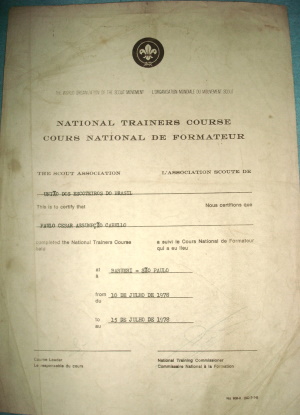 THE WORLD ORGANIZATION OF THE SCOUT MOVEMENT L'ORGANISATION MONDIALE DU MOUVEMENT SCOUT
NATIONAL TRAINERS COURSE
COURS NATIONAL DE FORMATEUR
THE SCOUT ASSOCIATION L'ASSOCIATION SCOUTE DE
UNIÃO DOS ESCOTEIROS DO BRASIL
This is to certify that Nous certifions que
PAULO CESAR ASSUMPÇÃO
completed the National Trainers Course a suivi le Cours National de Formateur
held qui a eu lieu
at BARUERI - SÃO PAULO
à
from 10 DE JULHO DE 1978
du
to 15 DE JULHO DE 1978
au
Course Leader National Training Commissioner
Le responsable du cours Commissaire National à la Formation